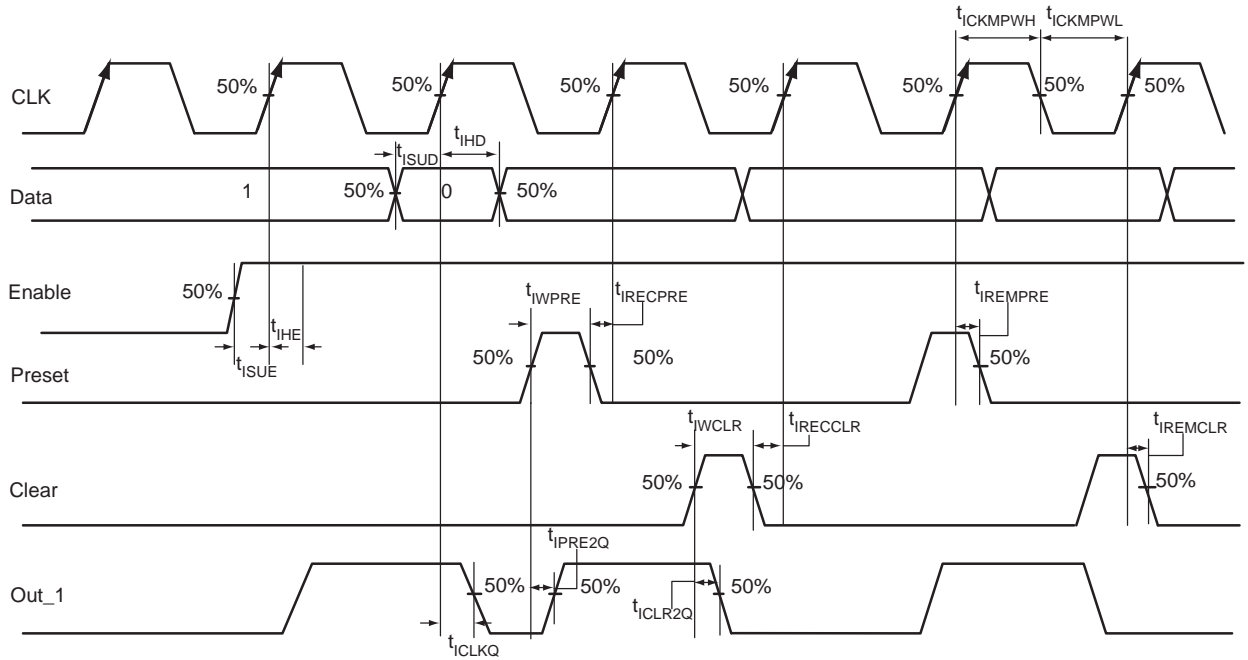 tICKMPWH tICKMPWL
CLK 50% 50% 50% 50% 50% 50% 50%
tISUD tIHD
Data 1 50% 0 50%
Enable 50%
tISUE tIHE
tIWPRE tIRECPRE tIREMPRE
Preset 50% 50% 50%
tIWCLR tIRECCLR tIREMCLR
Clear 50% 50% 50%
tIPRE2Q
Out_1 50% 50% tICLR2Q 50%
tICLKQ